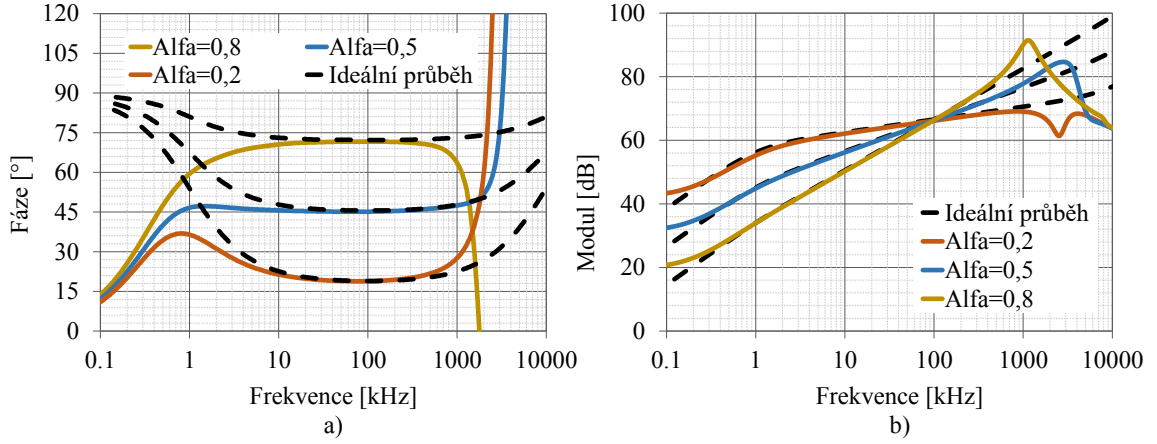 120
105
90
75
60
45
30
15
0
Fáze [°]
Alfa=0,8
Alfa=0,5
Alfa=0,2
Ideální průběh
0.1 1 10 100 1000 10000
Frekvence [kHz]
a)
100
80
60
40
20
0
Modul [dB]
Ideální průběh
Alfa=0,2
Alfa=0,5
Alfa=0,8
0.1 1 10 100 1000 10000
Frekvence [kHz]
b)